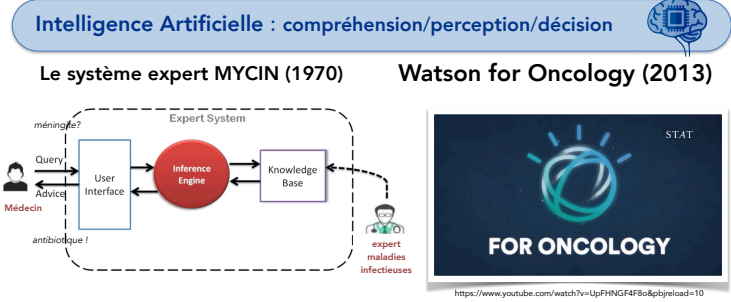 Intelligence Artificielle : compréhension/perception/décision
Le système expert MYCIN (1970)
Watson for Oncology (2013)
Expert System
méningite?
Query
Advice
Médecin
antibiotique !
User
Interface
Inference
Engine
Knowledge
Base
expert
maladies
infectieuses
STAT
FOR ONCOLOGY
https://www.youtube.com/watch?v=UpFHNGF4F8o&pbjreload=10